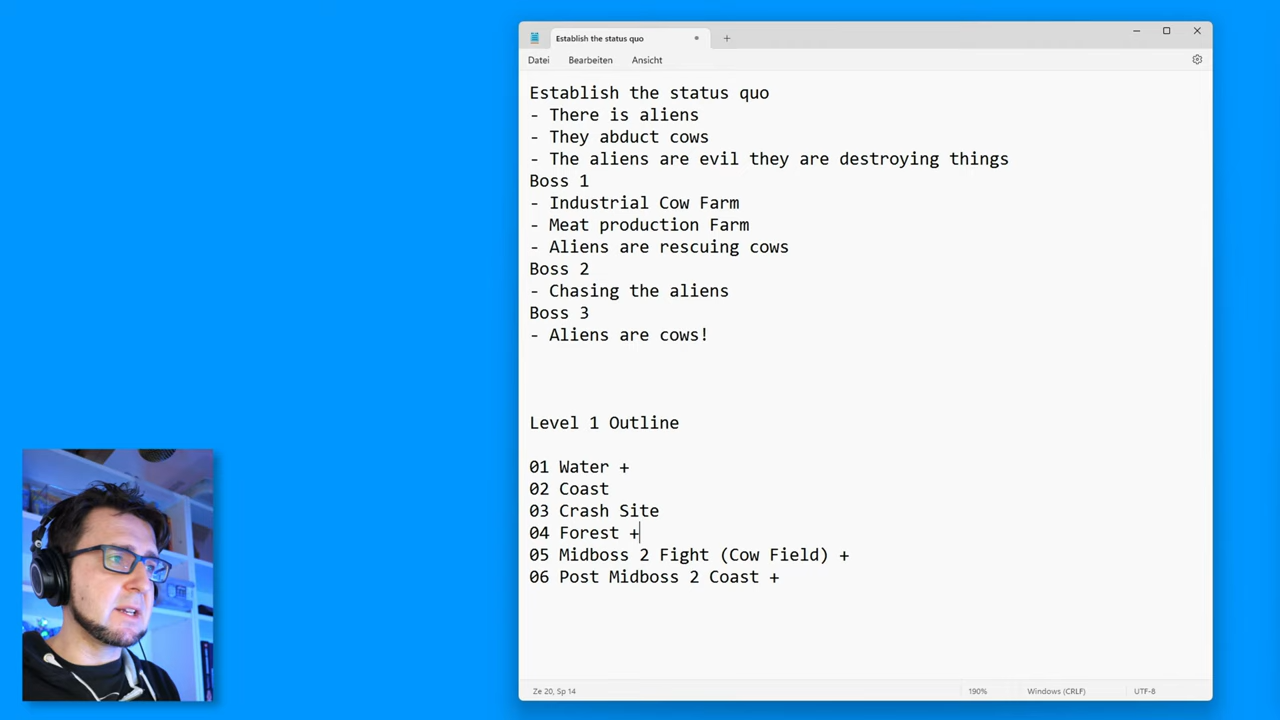 Establish the status quo
Datei Bearbeiten Ansicht
Establish the status quo
- There is aliens
- They abduct cows
- The aliens are evil they are destroying things
Boss 1
- Industrial Cow Farm
- Meat production Farm
- Aliens are rescuing cows
Boss 2
- Chasing the aliens
Boss 3
- Aliens are cows!
Level 1 Outline
01 Water +
02 Coast
03 Crash Site
04 Forest +
05 Midboss 2 Fight (Cow Field) +
06 Post Midboss 2 Coast +
Ze 20, Sp 14 190% Windows (CRLF) UTF-8